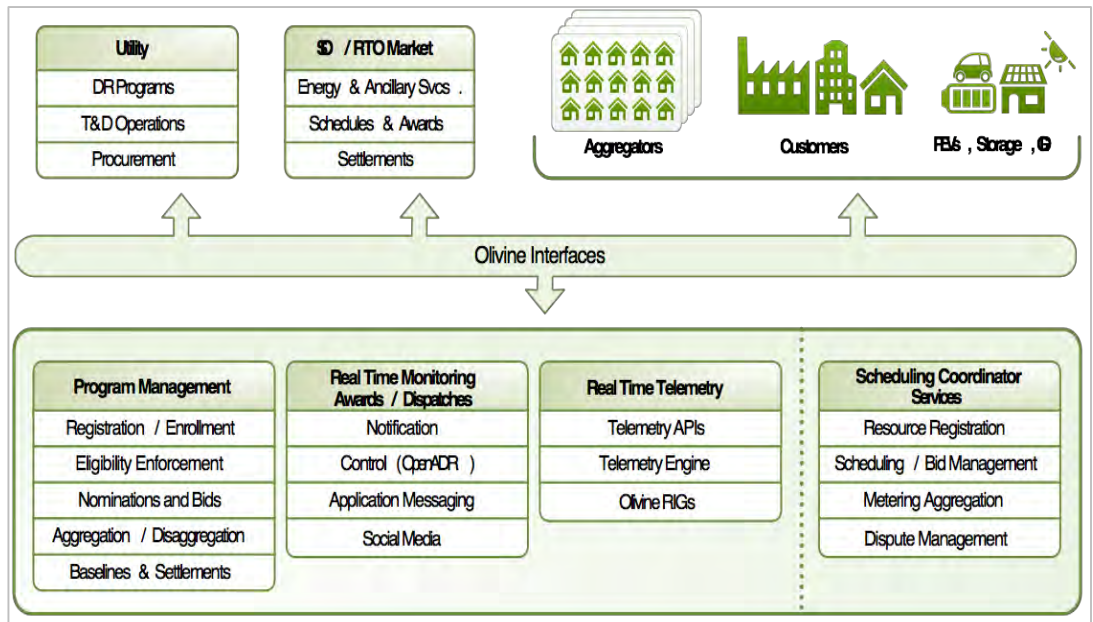 Utility
DR Programs
T&D Operations
Procurement
/ RTO Market
Energy & Ancillary Svcs .
Schedules & Awards
Settlements
Aggregators
Customers
, Storage ,
Olivine Interfaces
Program Management
Registration / Enrollment
Eligibility Enforcement
Nominations and Bids
Aggregation / Disaggregation
Baselines & Settlements
Real Time Monitoring
Awards / Dispatches
Notification
Control (OpenADR )
Application Messaging
Social Media
Real Time Telemetry
Telemetry APIs
Telemetry Engine
Olivine RIGs
Scheduling Coordinator
Services
Resource Registration
Scheduling / Bid Management
Metering Aggregation
Dispute Management